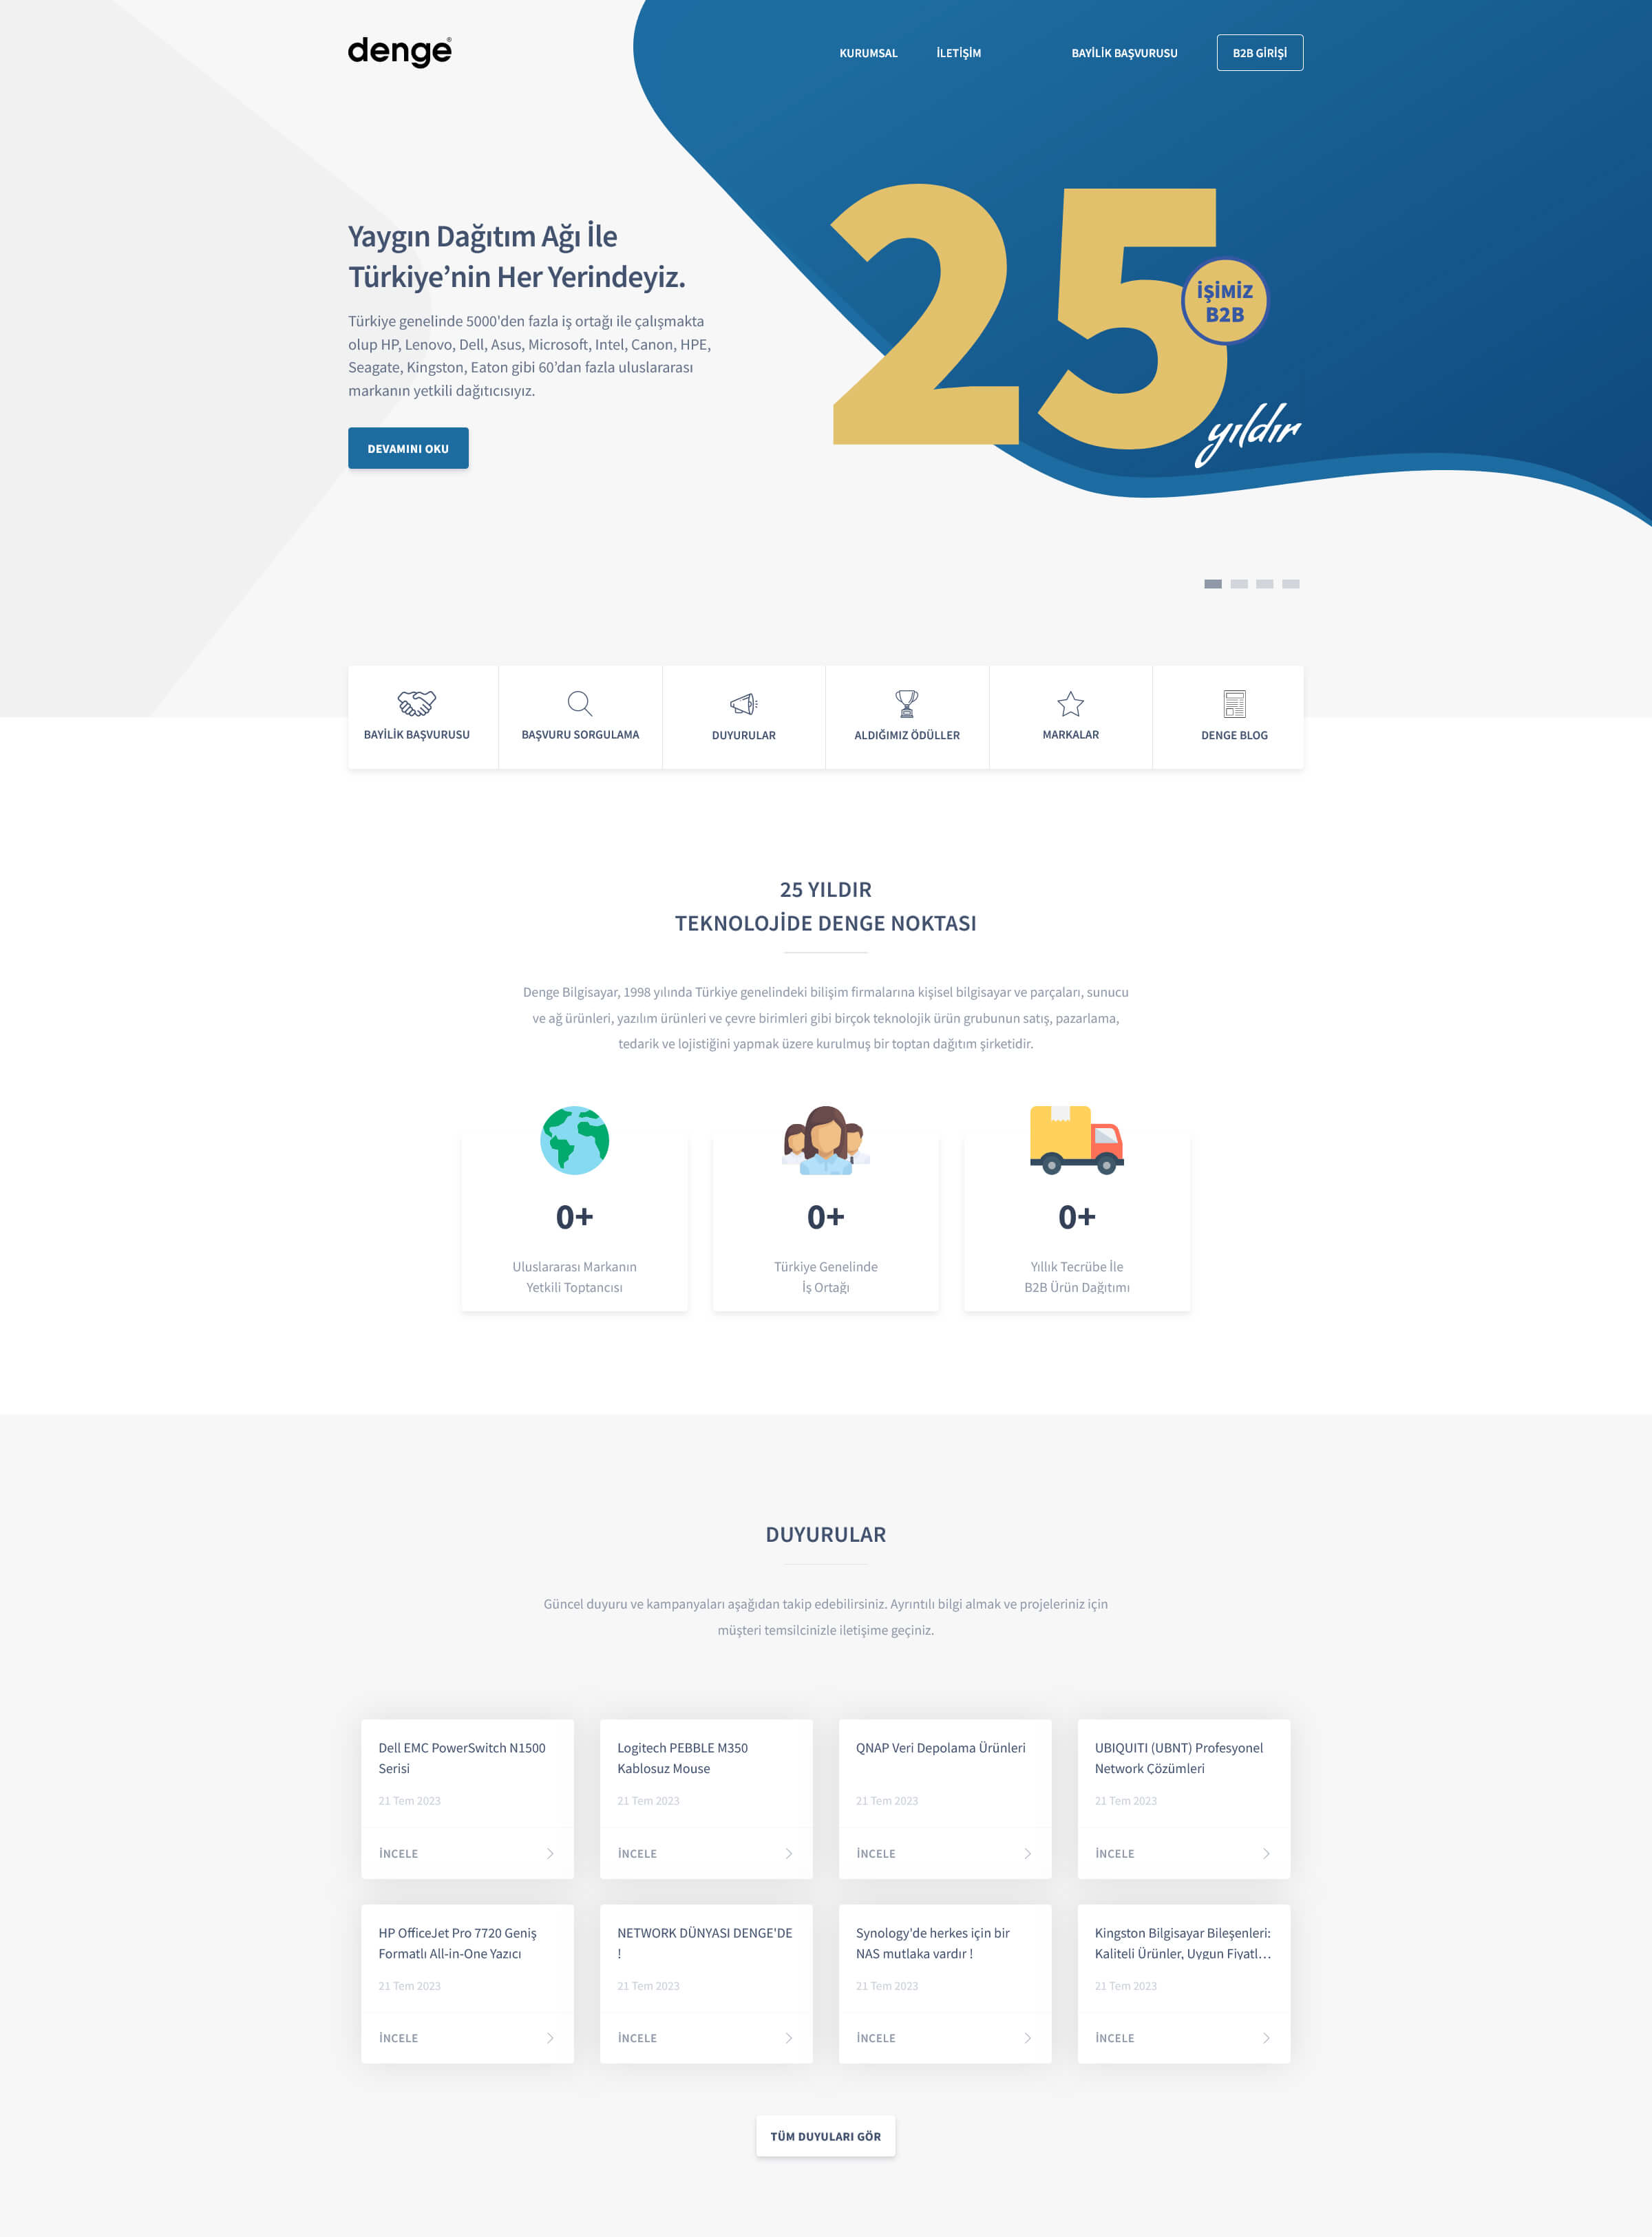 denge®
KURUMSAL
İLETİŞİM
BAYİLİK BAŞVURUSU
B2B GİRİŞİ
Yaygın Dağıtım Ağı İle
Türkiye’nin Her Yerindeyiz.
Türkiye genelinde 5000'den fazla iş ortağı ile çalışmakta
olup HP, Lenovo, Dell, Asus, Microsoft, Intel, Canon, HPE,
Seagate, Kingston, Eaton gibi 60’dan fazla uluslararası
markanın yetkili dağıtıcısıyız.
DEVAMINI OKU
25
İŞİMİZ
B2B
yıldır
BAYİLİK BAŞVURUSU
BAŞVURU SORGULAMA
DUYURULAR
ALDIĞIMIZ ÖDÜLLER
MARKALAR
DENGE BLOG
25 YILDIR
TEKNOLOJİDE DENGE NOKTASI
Denge Bilgisayar, 1998 yılında Türkiye genelindeki bilişim firmalarına kişisel bilgisayar ve parçaları, sunucu
ve ağ ürünleri, yazılım ürünleri ve çevre birimleri gibi birçok teknolojik ürün grubunun satış, pazarlama,
tedarik ve lojistiğini yapmak üzere kurulmuş bir toptan dağıtım şirketidir.
0+
Uluslararası Markanın
Yetkili Toptancısı
0+
Türkiye Genelinde
İş Ortağı
0+
Yıllık Tecrübe İle
B2B Ürün Dağıtımı
DUYURULAR
Güncel duyuru ve kampanyaları aşağıdan takip edebilirsiniz. Ayrıntılı bilgi almak ve projeleriniz için
müşteri temsilcinizle iletişime geçiniz.
Dell EMC PowerSwitch N1500
Serisi
21 Tem 2023
İNCELE
Logitech PEBBLE M350
Kablosuz Mouse
21 Tem 2023
İNCELE
QNAP Veri Depolama Ürünleri
21 Tem 2023
İNCELE
UBIQUITI (UBNT) Profesyonel
Network Çözümleri
21 Tem 2023
İNCELE
HP OfficeJet Pro 7720 Geniş
Formatlı All-in-One Yazıcı
21 Tem 2023
İNCELE
NETWORK DÜNYASI DENGE'DE
!
21 Tem 2023
İNCELE
Synology'de herkes için bir
NAS mutlaka vardır !
21 Tem 2023
İNCELE
Kingston Bilgisayar Bileşenleri:
Kaliteli Ürünler, Uygun Fiyatl…
21 Tem 2023
İNCELE
TÜM DUYULARI GÖR